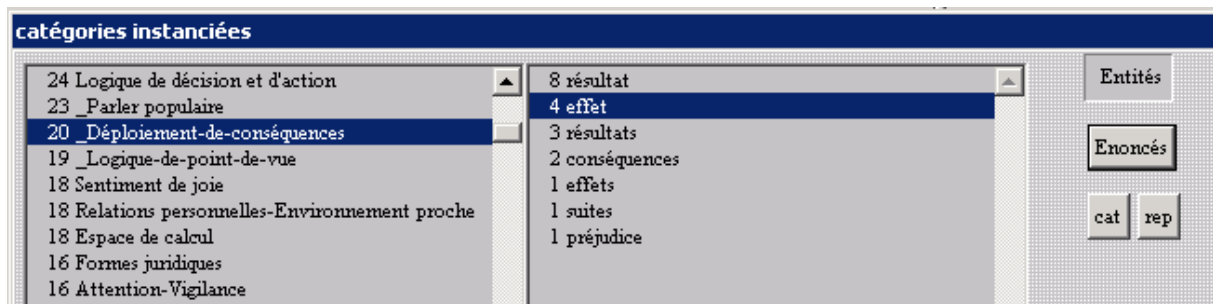 catégories instanciées
24 Logique de décision et d'action
23 _Parler populaire
20 _Déploiement-de-conséquences
19 _Logique-de-point-de-vue
18 Sentiment de joie
18 Relations personnelles-Environnement proche
18 Espace de calcul
16 Formes juridiques
16 Attention-Vigilance
8 résultat
4 effet
3 résultats
2 conséquences
1 effets
1 suites
1 préjudice
Entités
Enoncés
cat rep